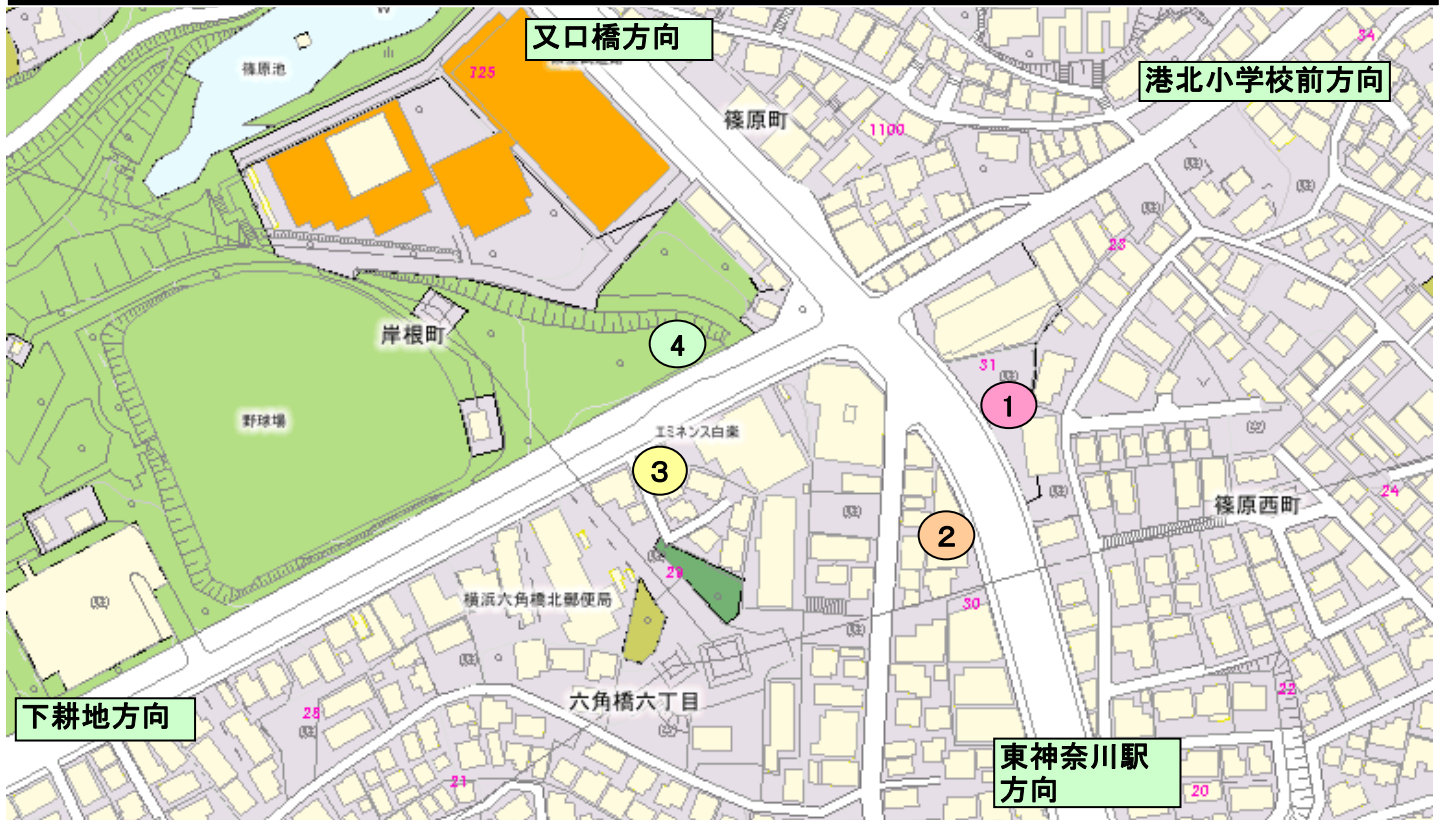 又口橋方向
港北小学校前方向
篠原池
725
34
篠原町
1100
23
岸根町
4
31
1
野球場
エミネンス白楽
3
24
篠原西町
2
29
横浜六角橋北郵便局
30
六角橋六丁目
22
下耕地方向
28
東神奈川駅
方向
21
20